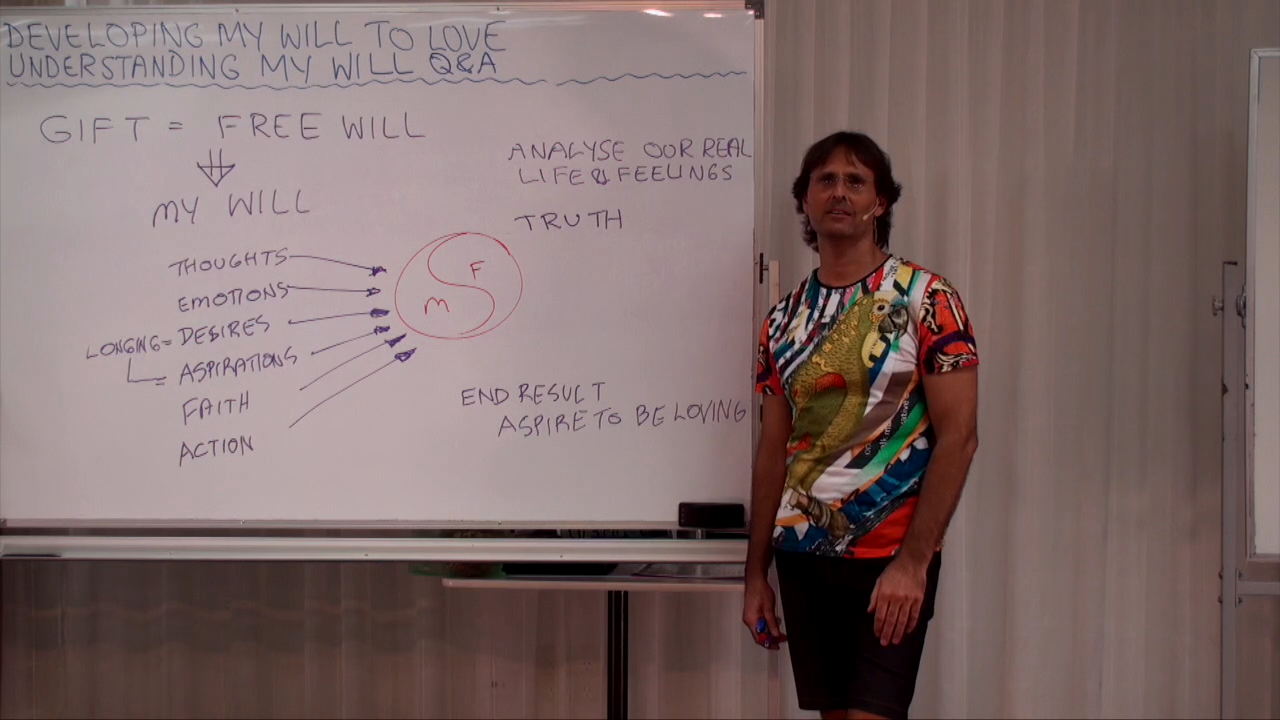 DEVELOPING MY WILL TO LOVE
UNDERSTANDING MY WILL Q&A
GIFT = FREE WILL
MY WILL
THOUGHTS
EMOTIONS
LONGING = DESIRES
= ASPIRATIONS
FAITH
ACTION
F
M
ANALYSE OUR REAL
LIFE & FEELINGS
TRUTH
END RESULT
ASPIRE TO BE LOVING